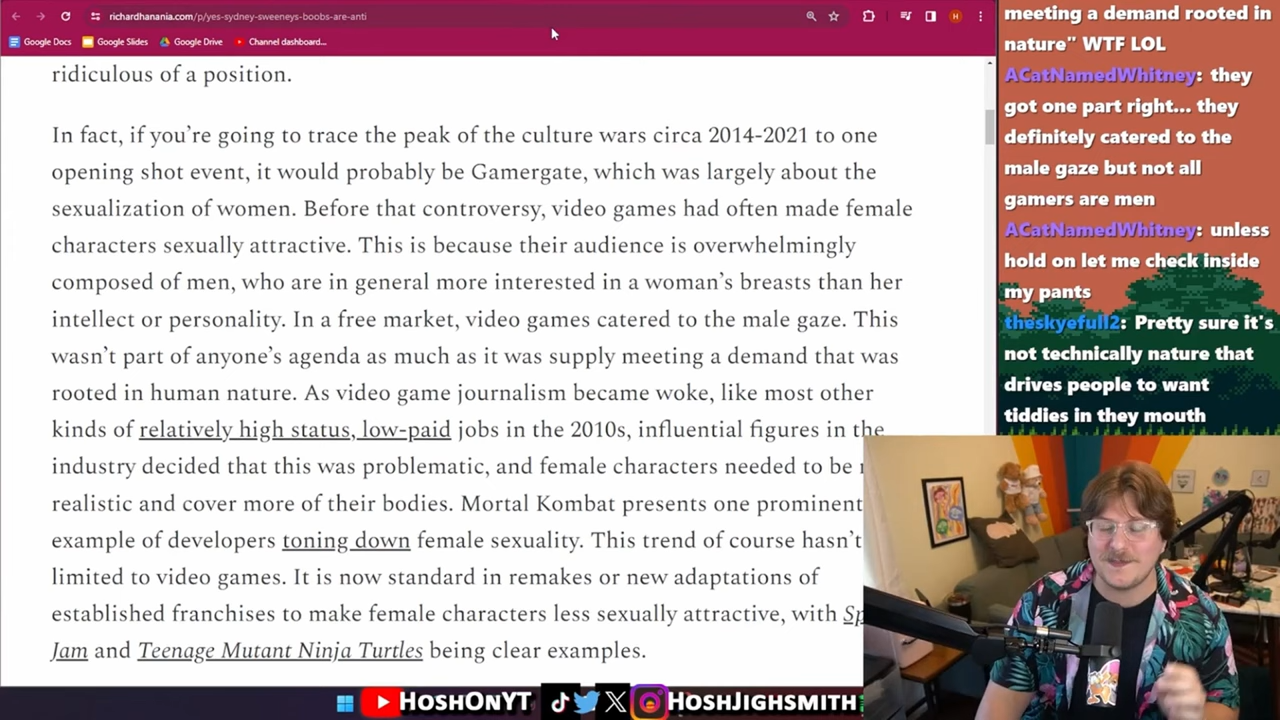 richardhanania.com/p/yes-sydney-sweeneys-boobs-are-anti
Google Docs Google Slides Google Drive Channel dashboard...
H
ridiculous of a position.
In fact, if you’re going to trace the peak of the culture wars circa 2014-2021 to one
opening shot event, it would probably be Gamergate, which was largely about the
sexualization of women. Before that controversy, video games had often made female
characters sexually attractive. This is because their audience is overwhelmingly
composed of men, who are in general more interested in a woman’s breasts than her
intellect or personality. In a free market, video games catered to the male gaze. This
wasn’t part of anyone’s agenda as much as it was supply meeting a demand that was
rooted in human nature. As video game journalism became woke, like most other
kinds of relatively high status, low-paid jobs in the 2010s, influential figures in the
industry decided that this was problematic, and female characters needed to be
realistic and cover more of their bodies. Mortal Kombat presents one prominent
example of developers toning down female sexuality. This trend of course hasn’t
limited to video games. It is now standard in remakes or new adaptations of
established franchises to make female characters less sexually attractive, with Sp
Jam and Teenage Mutant Ninja Turtles being clear examples.
meeting a demand rooted in
nature" WTF LOL
ACatNamedWhitney: they
got one part right... they
definitely catered to the
male gaze but not all
gamers are men
ACatNamedWhitney: unless
hold on let me check inside
my pants
theskyefull2: Pretty sure it's
not technically nature that
drives people to want
tiddies in they mouth
HoshOnYT HoshJighsmith